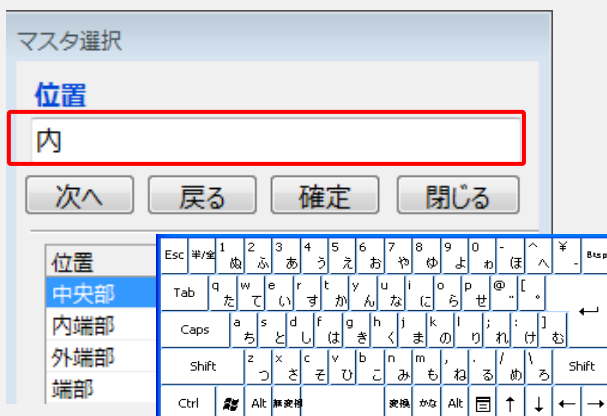 マスタ選択
位置
内
次へ 戻る 確定 閉じる
位置
中央部
内端部
外端部
端部
Esc 半/全 1 ぬ 2 ふ 3 あ 4 う 5 え 6 お 7 や 8 ゆ 9 よ 0 わ - ほ ^ へ ¥ - Bksp
Tab q た w て e い r す t か y ん u な i に o ら p せ @ ゛ [ ゜
Caps a ち s と d し f は g き h く j ま k の l り ; れ : け ] む
Shift z つ x さ c そ v ひ b こ n み m も , ね . る / め \ ろ Shift
Ctrl Alt 無変換 変換 かな Alt ↑ ↓ ← →